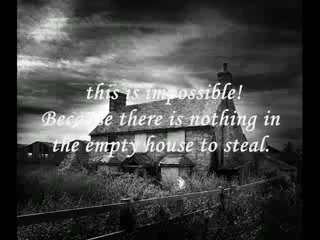 this is impossible!
Because there is nothing in
the empty house to steal.